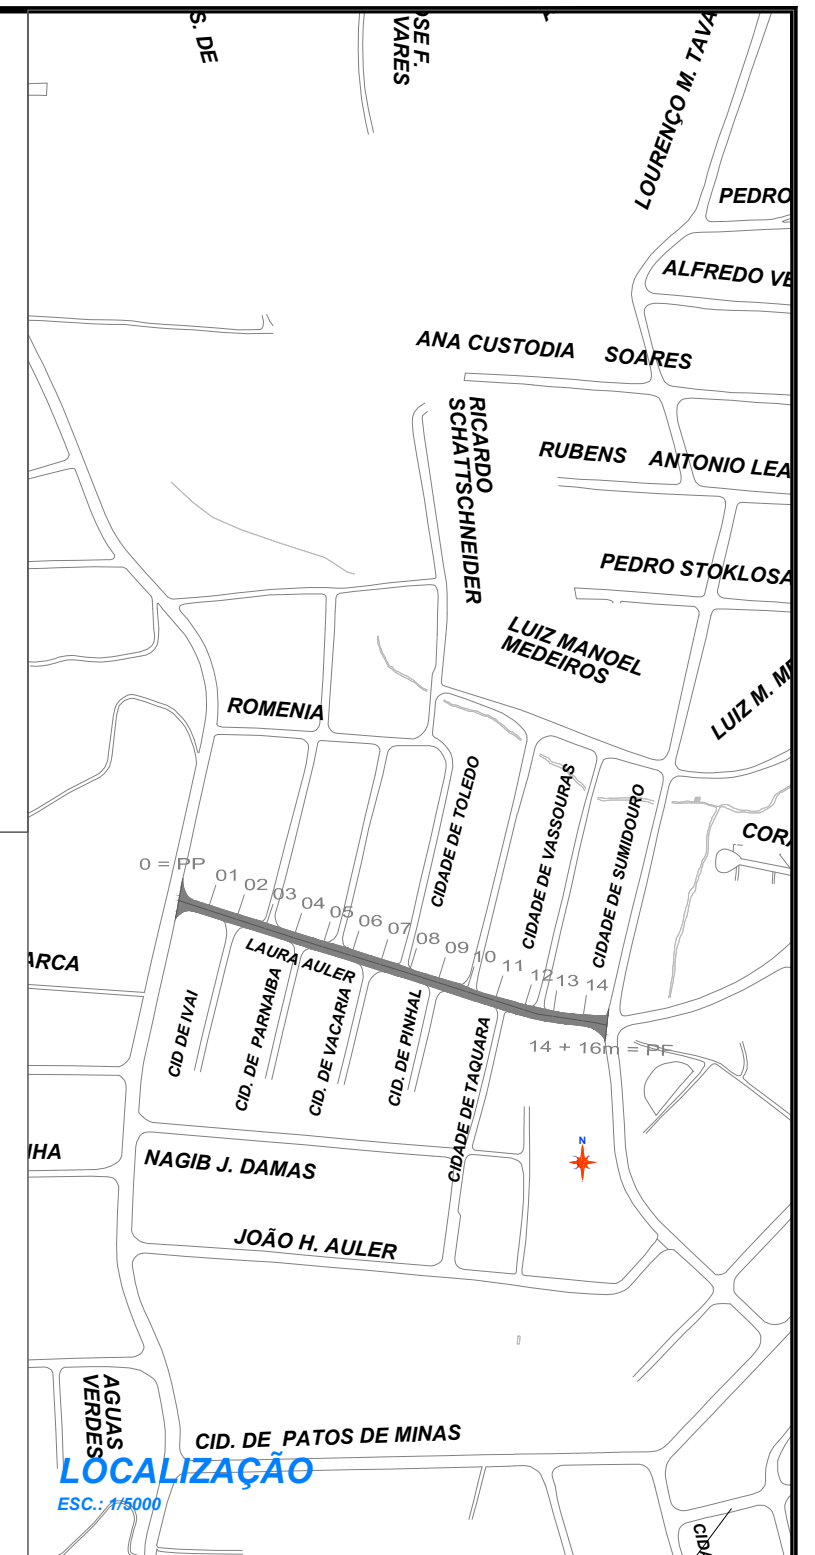 S. DE
OSE F.
VARES
LOURENÇO M. TAVA
PEDRO
ALFREDO VE
ANA CUSTODIA SOARES
RICARDO
SCHATTSCHNEIDER
RUBENS ANTONIO LEA
PEDRO STOKLOSA
LUIZ MANOEL
MEDEIROS
LUIZ M. ME
ROMENIA
CIDADE DE TOLEDO
CIDADE DE VASSOURAS
CIDADE DE SUMIDOURO
CORA
0 = PP
01
02
03
04
05
06
07
08
09
10
11
12
13
14
14 + 16m = PF
LAURA AULER
ARCA
CID DE IVAI
CID. DE PARNAIBA
CID. DE VACARIA
CID. DE PINHAL
CIDADE DE TAQUARA
N
NHA
NAGIB J. DAMAS
JOÃO H. AULER
AGUAS
VERDES
CID. DE PATOS DE MINAS
LOCALIZAÇÃO
ESC.: 1/5000
CIDA